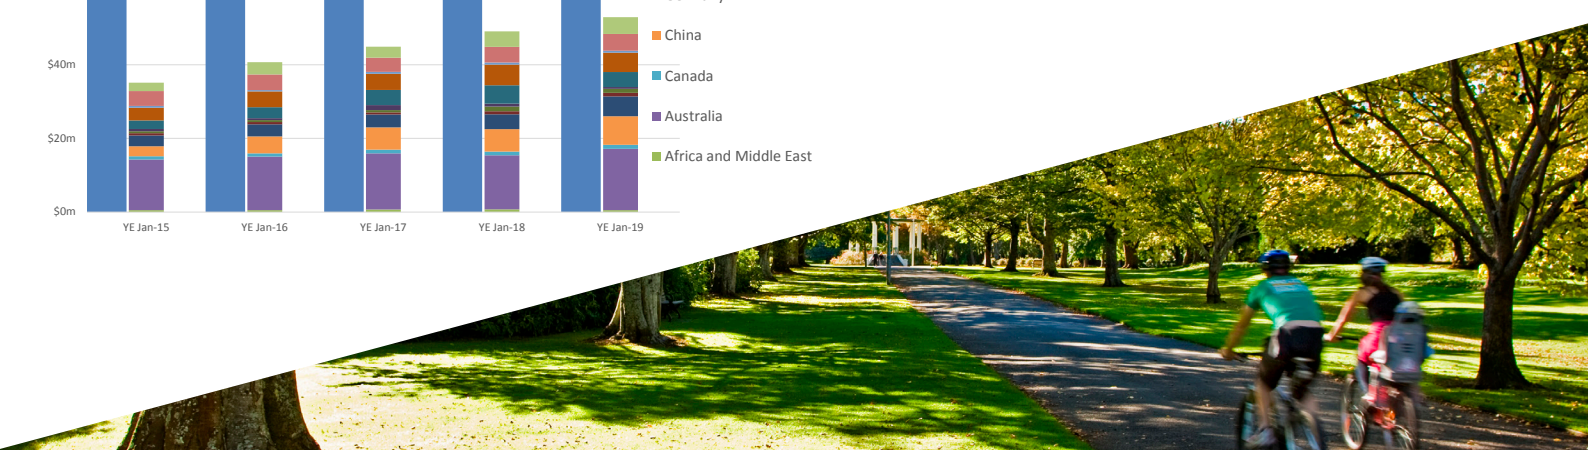 China
$40m
Canada
Australia
$20m
Africa and Middle East
$0m
YE Jan-15 YE Jan-16 YE Jan-17 YE Jan-18 YE Jan-19